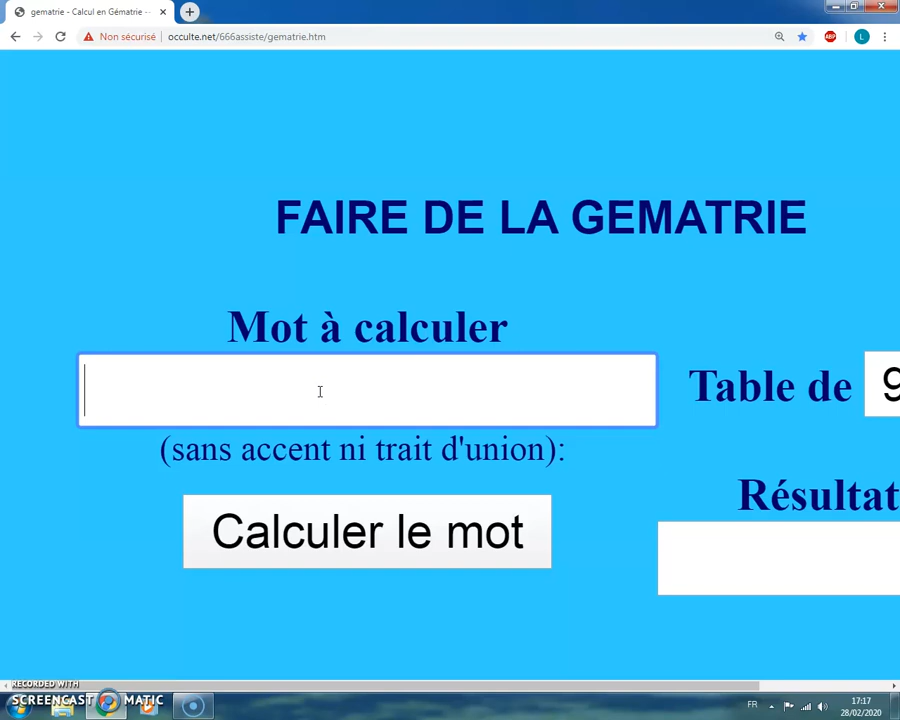 gematrie - Calcul en Gématrie -
Non sécurisé
occulte.net/666assiste/gematrie.htm
ABP
L
FAIRE DE LA GEMATRIE
Mot à calculer
Table de 9
(sans accent ni trait d'union):
Résultat
Calculer le mot
RECORDED WITH
SCREENCAST MATIC
FR
17:17
28/02/2020